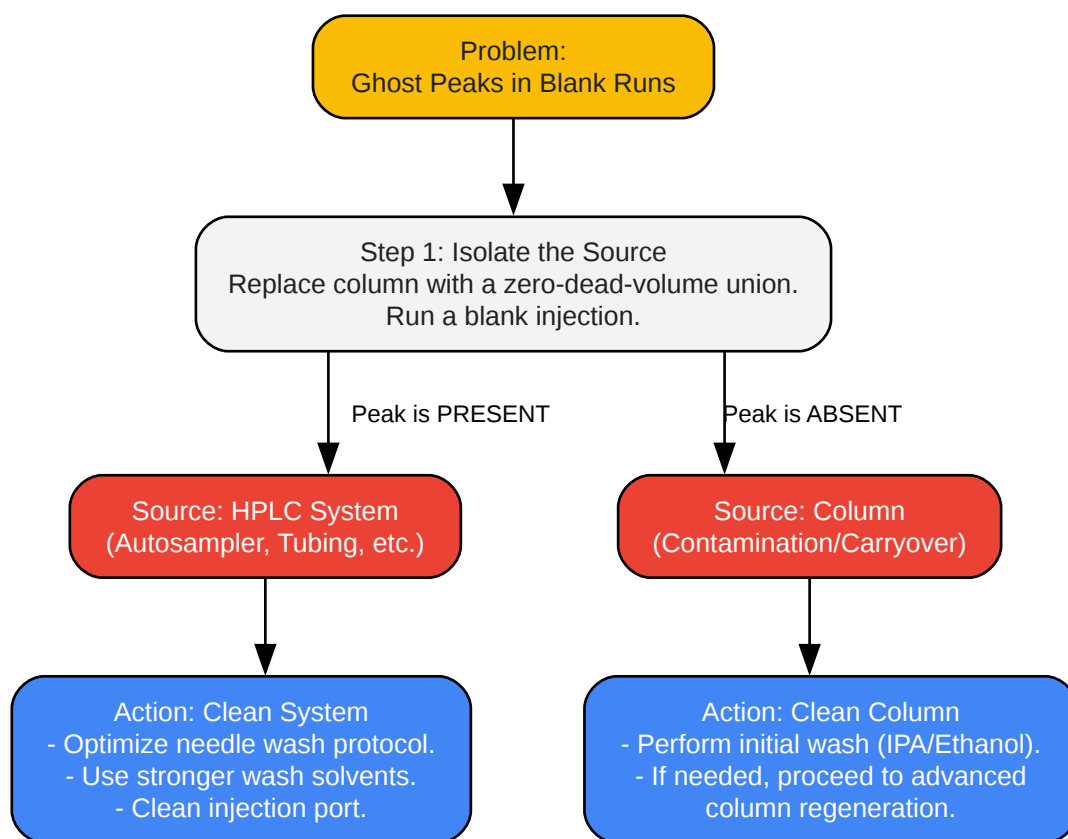 Problem:
Ghost Peaks in Blank Runs
Step 1: Isolate the Source
Replace column with a zero-dead-volume union.
Run a blank injection.
Peak is PRESENT
Peak is ABSENT
Source: HPLC System
(Autosampler, Tubing, etc.)
Source: Column
(Contamination/Carryover)
Action: Clean System
- Optimize needle wash protocol.
- Use stronger wash solvents.
- Clean injection port.
Action: Clean Column
- Perform initial wash (IPA/Ethanol).
- If needed, proceed to advanced
column regeneration.